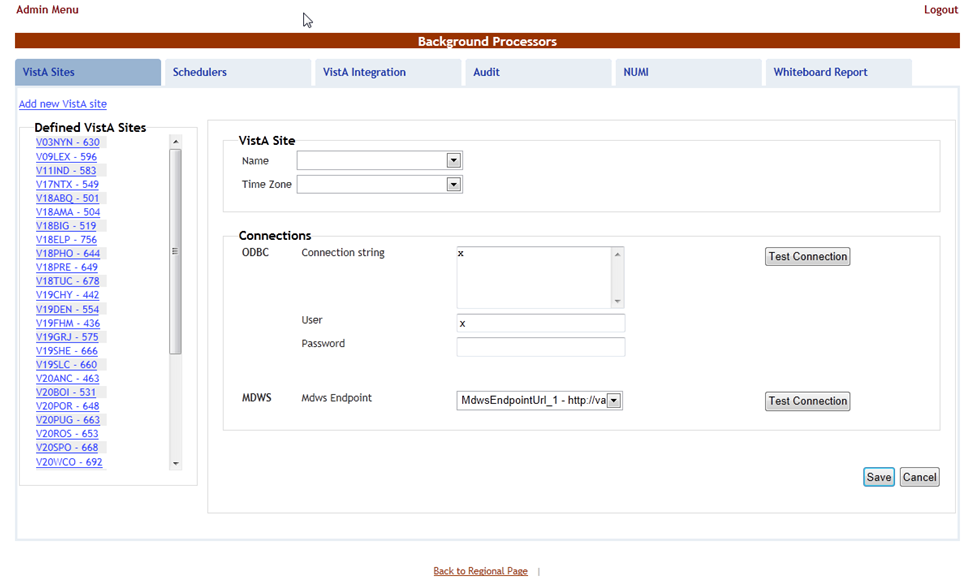 Admin Menu Logout
Background Processors
VistA Sites Schedulers VistA Integration Audit NUMI Whiteboard Report
Add new VistA site
Defined VistA Sites
V03NYN - 630
V09LEX - 596
V11IND - 583
V17NTX - 549
V18ABQ - 501
V18AMA - 504
V18BIG - 519
V18ELP - 756
V18PHO - 644
V18PRE - 649
V18TUC - 678
V19CHY - 442
V19DEN - 554
V19FHM - 436
V19GRJ - 575
V19SHE - 666
V19SLC - 660
V20ANC - 463
V20BOI - 531
V20POR - 648
V20PUG - 663
V20ROS - 653
V20SPO - 668
V20WCO - 692
VistA Site
Name
Time Zone
Connections
ODBC Connection string x Test Connection
User x
Password
MDWS Mdws Endpoint MdwsEndpointUrl_1 - http://va Test Connection
Save Cancel
Back to Regional Page |